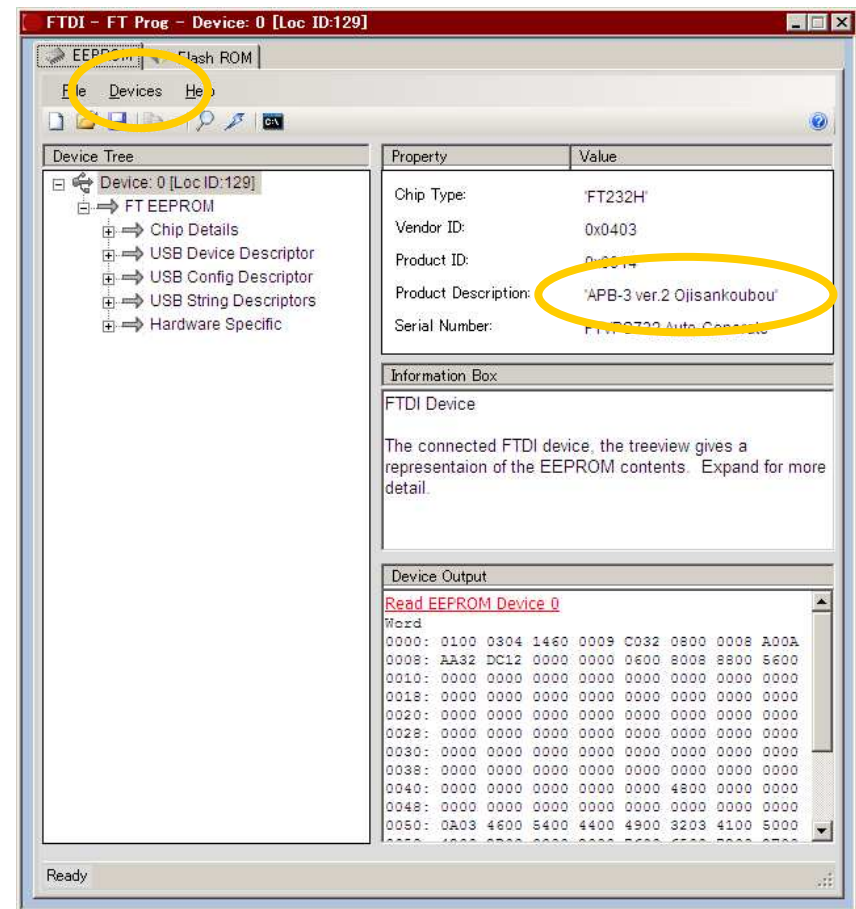 FTDI - FT Prog - Device: 0 [Loc ID:129]
EEPROM Flash ROM
File Devices Help
Device Tree
Device: 0 [Loc ID:129]
FT EEPROM
Chip Details
USB Device Descriptor
USB Config Descriptor
USB String Descriptors
Hardware Specific
Property Value
Chip Type: 'FT232H'
Vendor ID: 0x0403
Product ID:
Product Description: 'APB-3 ver.2 Ojisankoubou'
Serial Number:
Information Box
FTDI Device
The connected FTDI device, the treeview gives a
representaion of the EEPROM contents. Expand for more
detail.
Device Output
Read EEPROM Device 0
Word
0000: 0100 0304 1460 0009 C032 0800 0008 A00A
0008: AA32 DC12 0000 0000 0600 8008 8800 5600
0010: 0000 0000 0000 0000 0000 0000 0000 0000
0018: 0000 0000 0000 0000 0000 0000 0000 0000
0020: 0000 0000 0000 0000 0000 0000 0000 0000
0028: 0000 0000 0000 0000 0000 0000 0000 0000
0030: 0000 0000 0000 0000 0000 0000 0000 0000
0038: 0000 0000 0000 0000 0000 0000 0000 0000
0040: 0000 0000 0000 0000 0000 4800 0000 0000
0048: 0000 0000 0000 0000 0000 0000 0000 0000
0050: 0A03 4600 5400 4400 4900 3203 4100 5000
Ready